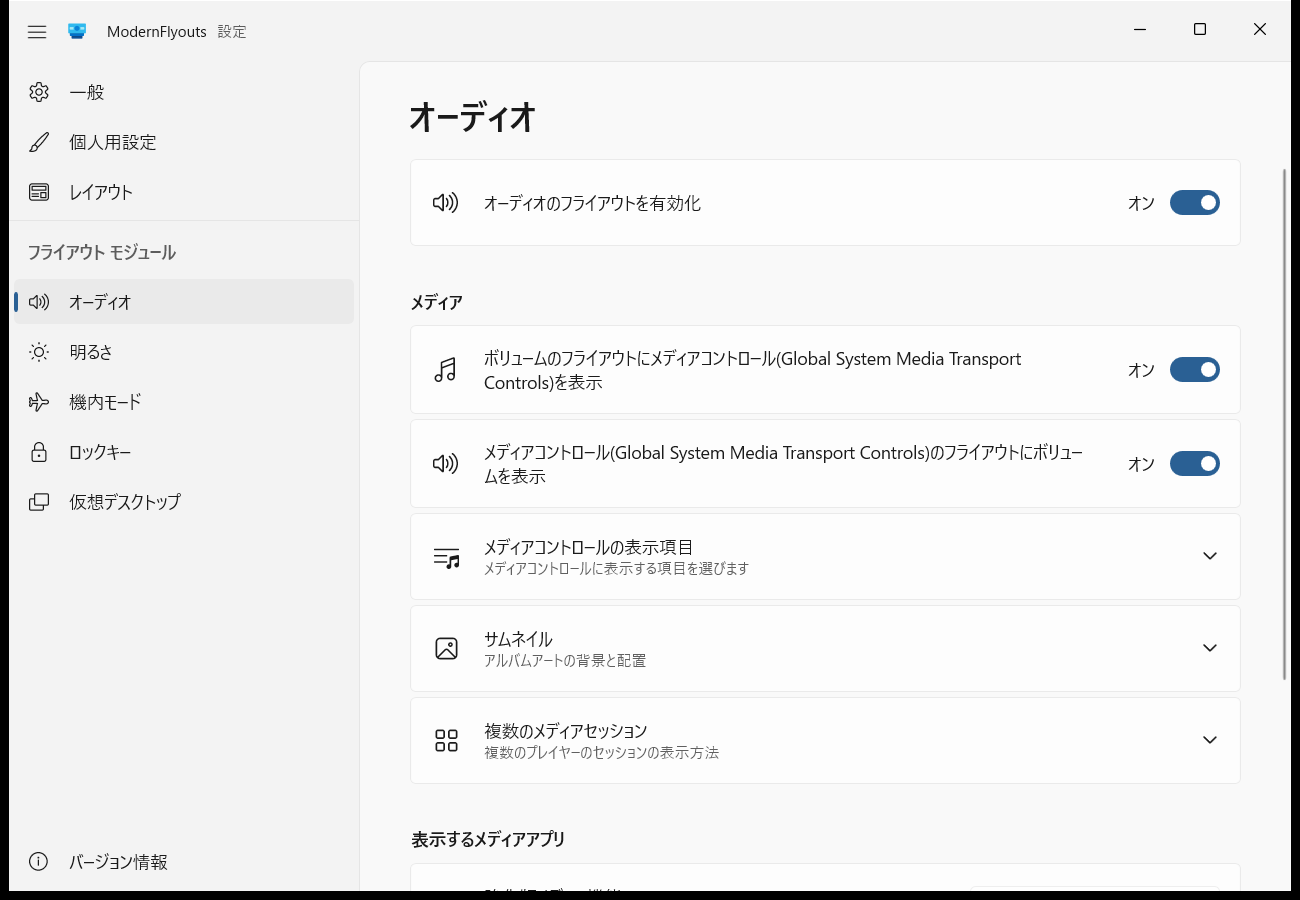 ModernFlyouts 設定
一般
個人用設定
レイアウト
フライアウト モジュール
オーディオ
明るさ
機内モード
ロックキー
仮想デスクトップ
バージョン情報
オーディオ
オーディオのフライアウトを有効化
オン
メディア
ボリュームのフライアウトにメディアコントロール(Global System Media Transport
Controls)を表示
オン
メディアコントロール(Global System Media Transport Controls)のフライアウトにボリュー
ムを表示
オン
メディアコントロールの表示項目
メディアコントロールに表示する項目を選びます
サムネイル
アルバムアートの背景と配置
複数のメディアセッション
複数のプレイヤーのセッションの表示方法
表示するメディアアプリ